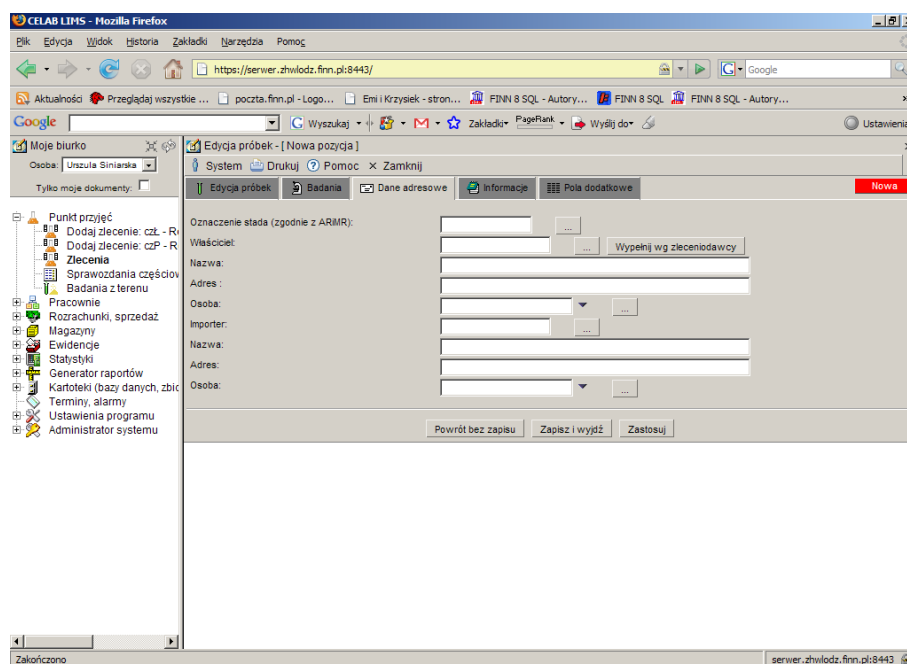 CELAB LIMS - Mozilla Firefox
Plik Edycja Widok Historia Zakładki Narzędzia Pomoc
https://serwer.zhwlodz.finn.pl:8443/
Google
Aktualności Przeglądaj wszystkie ... poczta.finn.pl - Logo... Emi i Krzysiek - stron... FINN 8 SQL - Autory... FINN 8 SQL FINN 8 SQL - Autory...
Google Wyszukaj Zakładki PageRank Wyślij do Ustawienia
Moje biurko
Osoba: Urszula Siniarska
Tylko moje dokumenty:
Punkt przyjęć
Dodaj zlecenie: czŁ - R
Dodaj zlecenie: czP - R
Zlecenia
Sprawozdania częściow
Badania z terenu
Pracownie
Rozrachunki, sprzedaż
Magazyny
Ewidencje
Statystyki
Generator raportów
Kartoteki (bazy danych, zbio
Terminy, alarmy
Ustawienia programu
Administrator systemu
Edycja próbek - [ Nowa pozycja ]
System Drukuj Pomoc Zamknij
Edycja próbek Badania Dane adresowe Informacje Pola dodatkowe Nowa
Oznaczenie stada (zgodnie z ARiMR): ...
Właściciel: ... Wypełnij wg zleceniodawcy
Nazwa:
Adres :
Osoba: ...
Importer: ...
Nazwa:
Adres:
Osoba: ...
Powrót bez zapisu Zapisz i wyjdź Zastosuj
Zakończono serwer.zhwlodz.finn.pl:8443